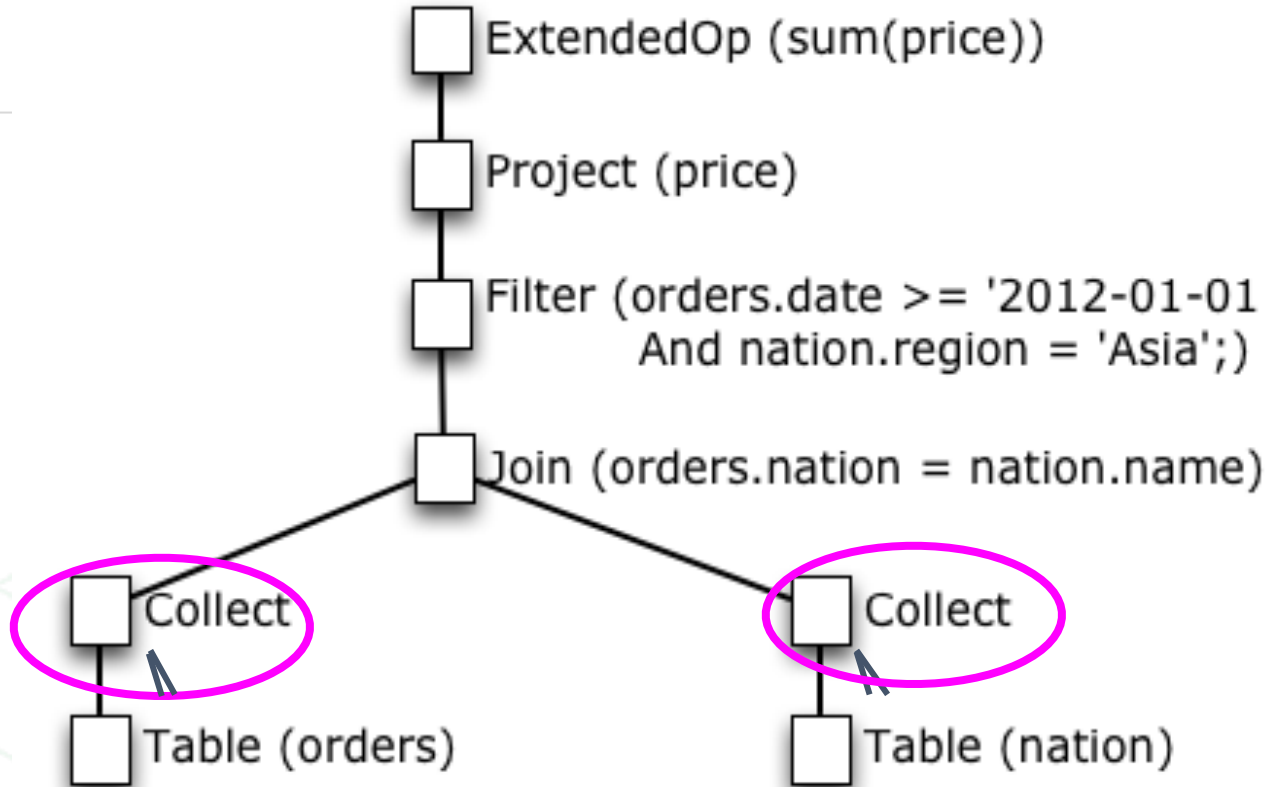 ExtendedOp (sum(price))
Project (price)
Filter (orders.date >= '2012-01-01
And nation.region = 'Asia';)
Join (orders.nation = nation.name)
Collect
Collect
Table (orders)
Table (nation)